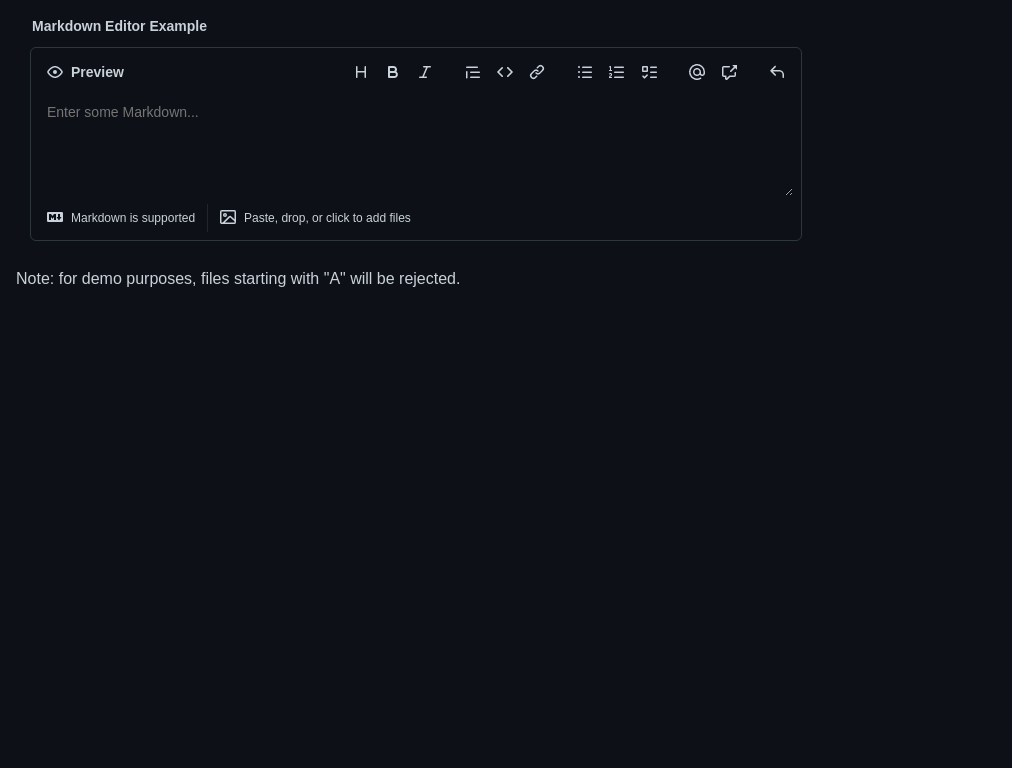 Markdown Editor Example
Preview
Enter some Markdown...
Markdown is supported
Paste, drop, or click to add files
Note: for demo purposes, files starting with "A" will be rejected.